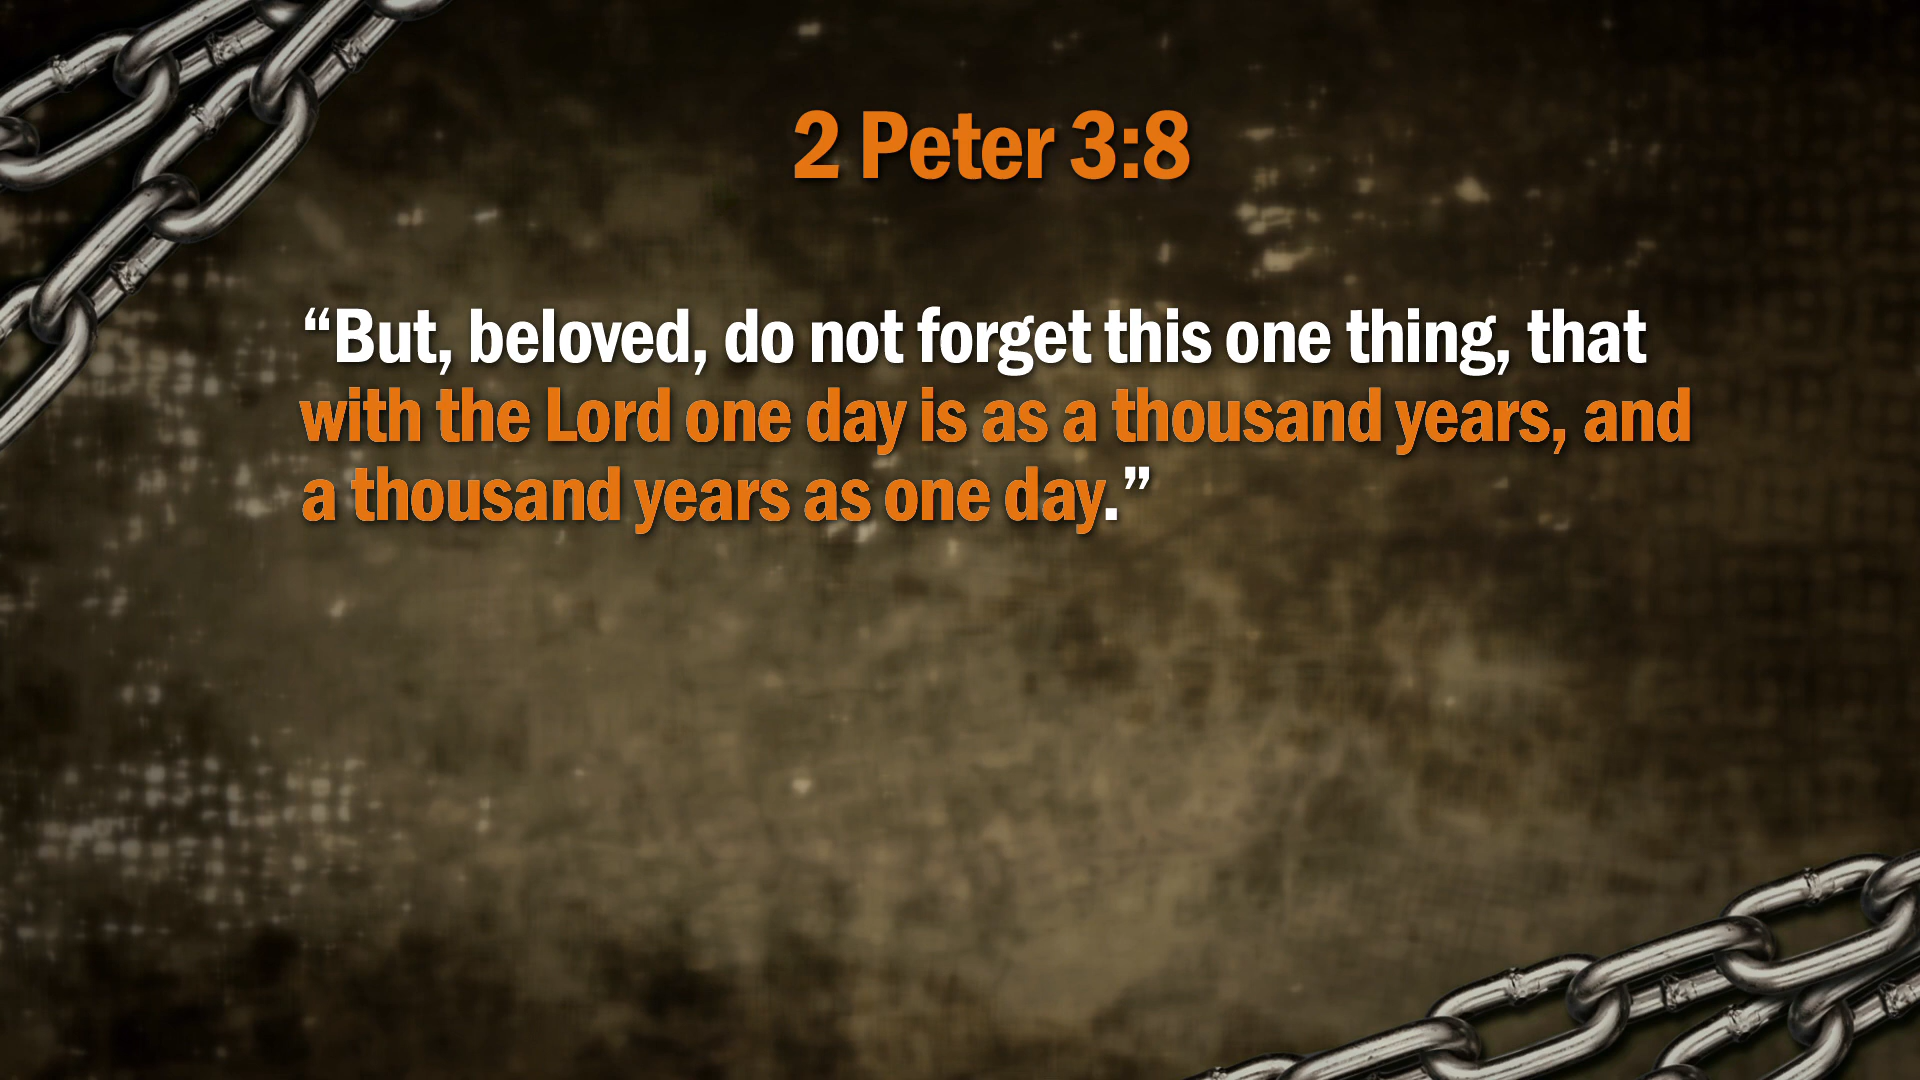 2 Peter 3:8
“But, beloved, do not forget this one thing, that
with the Lord one day is as a thousand years, and
a thousand years as one day.”